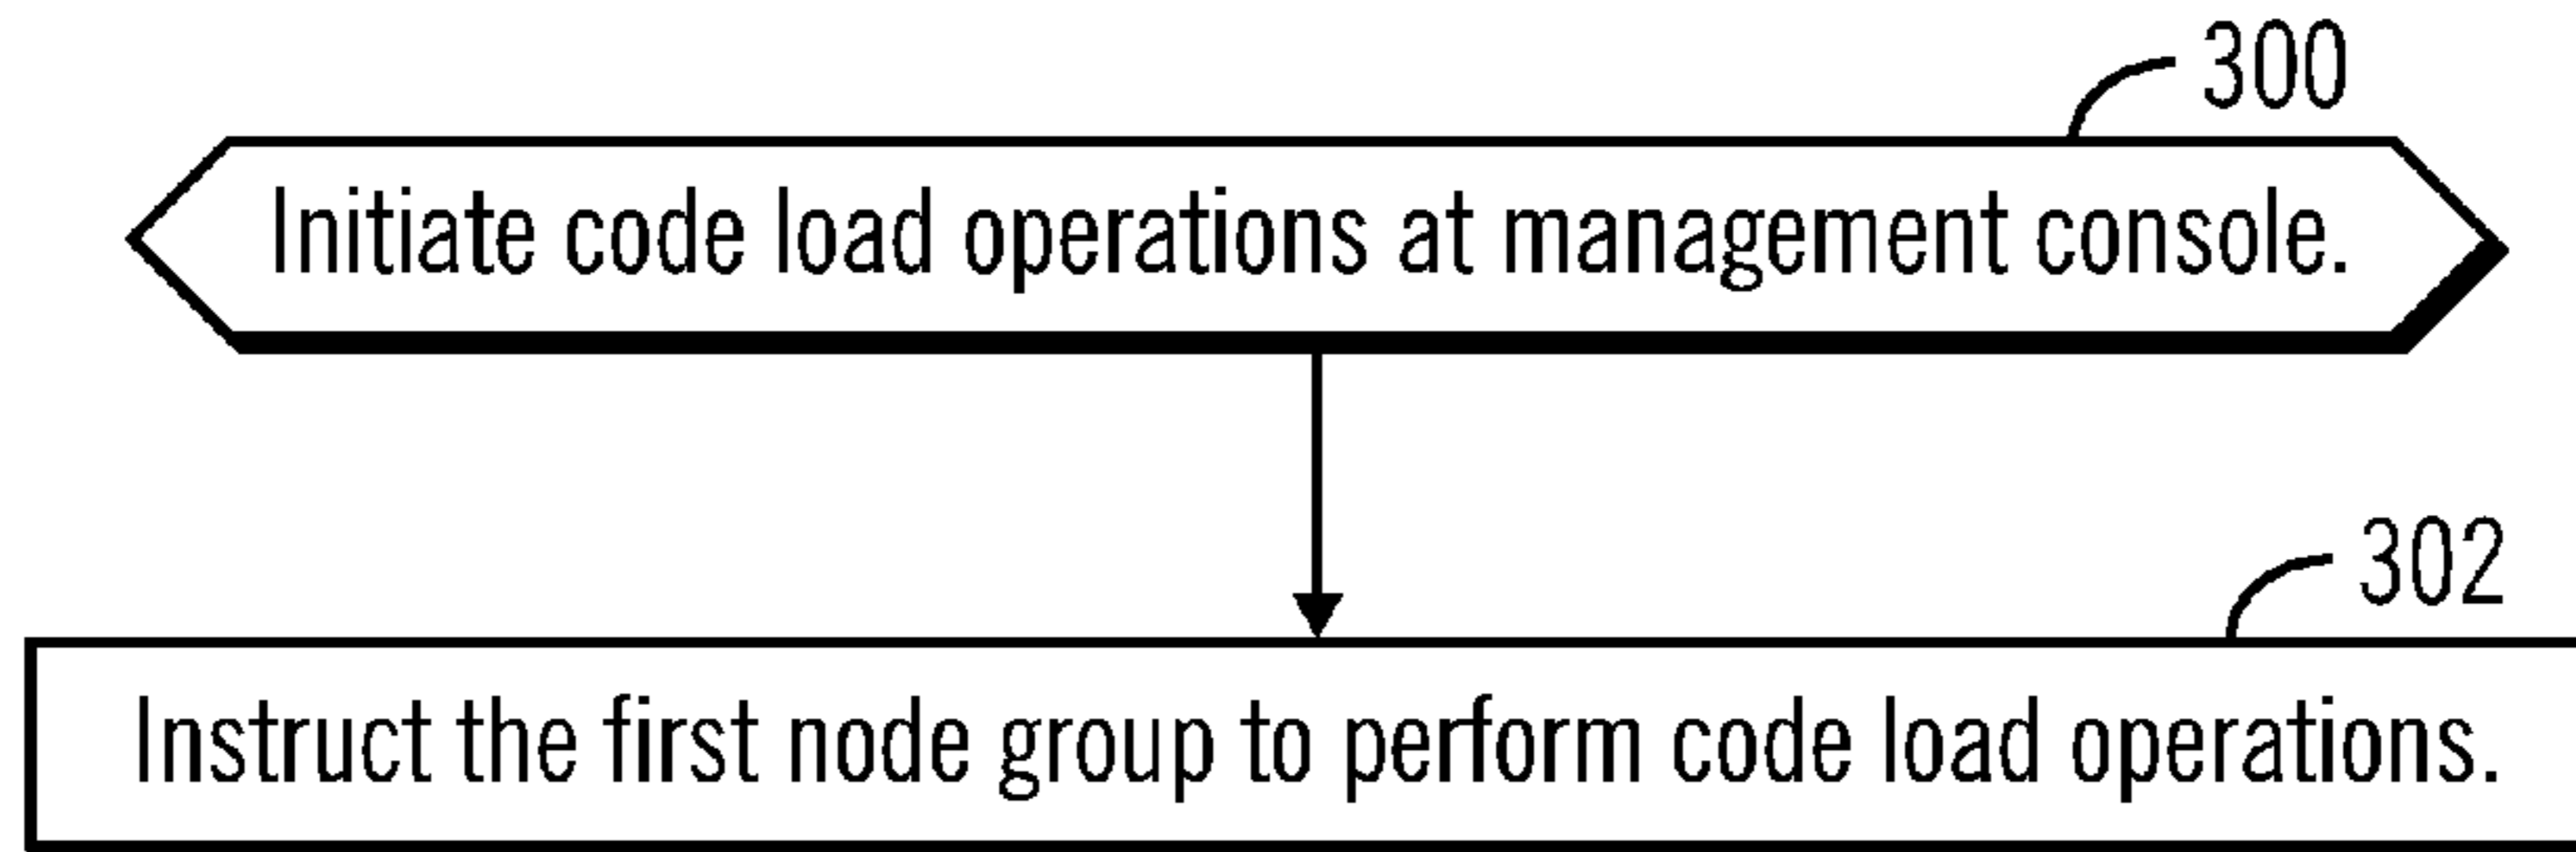 300
Initiate code load operations at management console.
302
Instruct the first node group to perform code load operations.